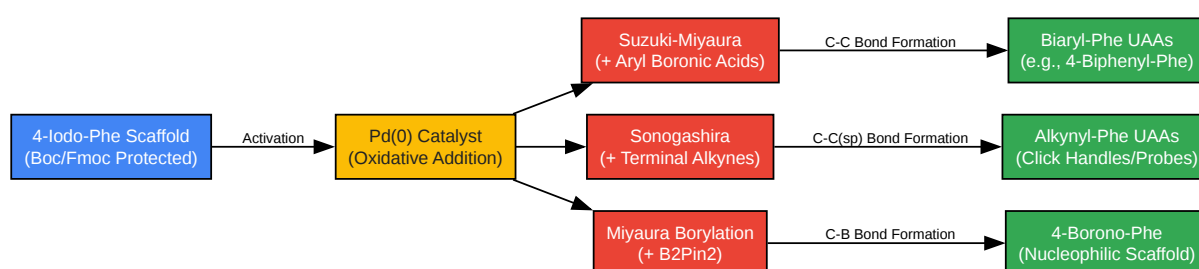 4-Iodo-Phe Scaffold
(Boc/Fmoc Protected)
Activation
Pd(0) Catalyst
(Oxidative Addition)
Suzuki-Miyaura
(+ Aryl Boronic Acids)
C-C Bond Formation
Biaryl-Phe UAAs
(e.g., 4-Biphenyl-Phe)
Sonogashira
(+ Terminal Alkynes)
C-C(sp) Bond Formation
Alkynyl-Phe UAAs
(Click Handles/Probes)
Miyaura Borylation
(+ B2Pin2)
C-B Bond Formation
4-Borono-Phe
(Nucleophilic Scaffold)